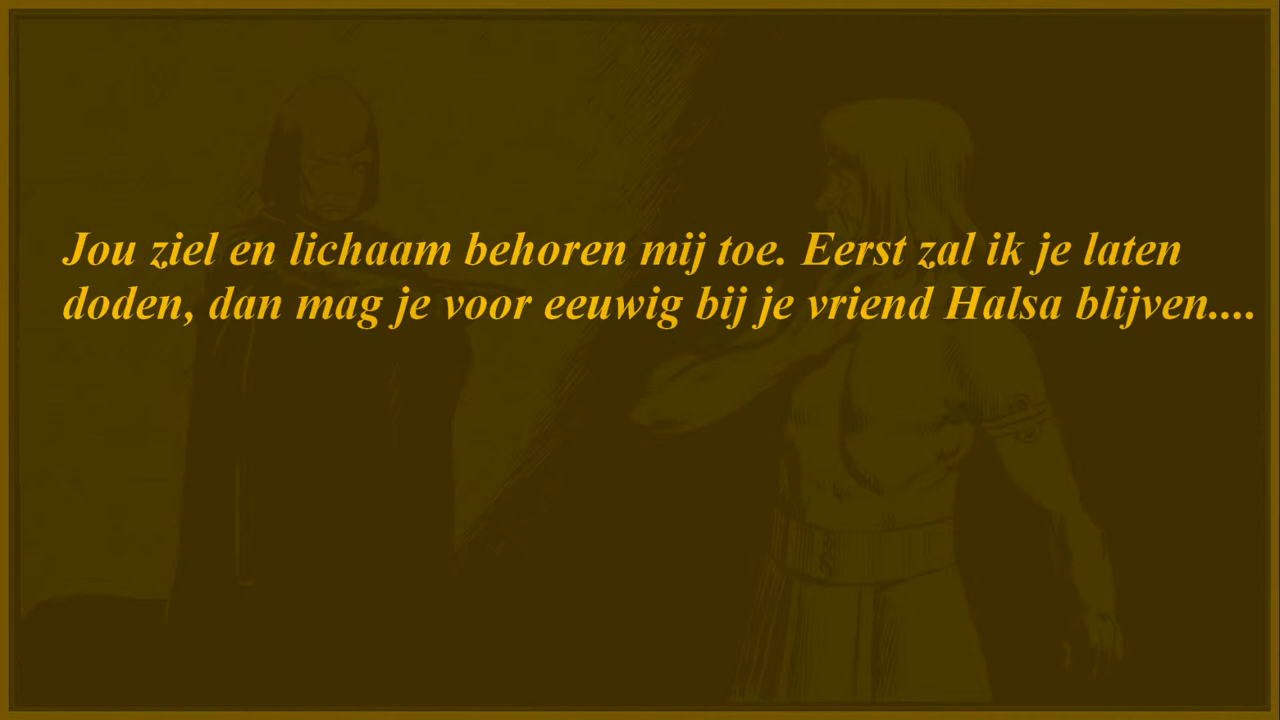 Jou ziel en lichaam behoren mij toe. Eerst zal ik je laten
doden, dan mag je voor eeuwig bij je vriend Halsa blijven....